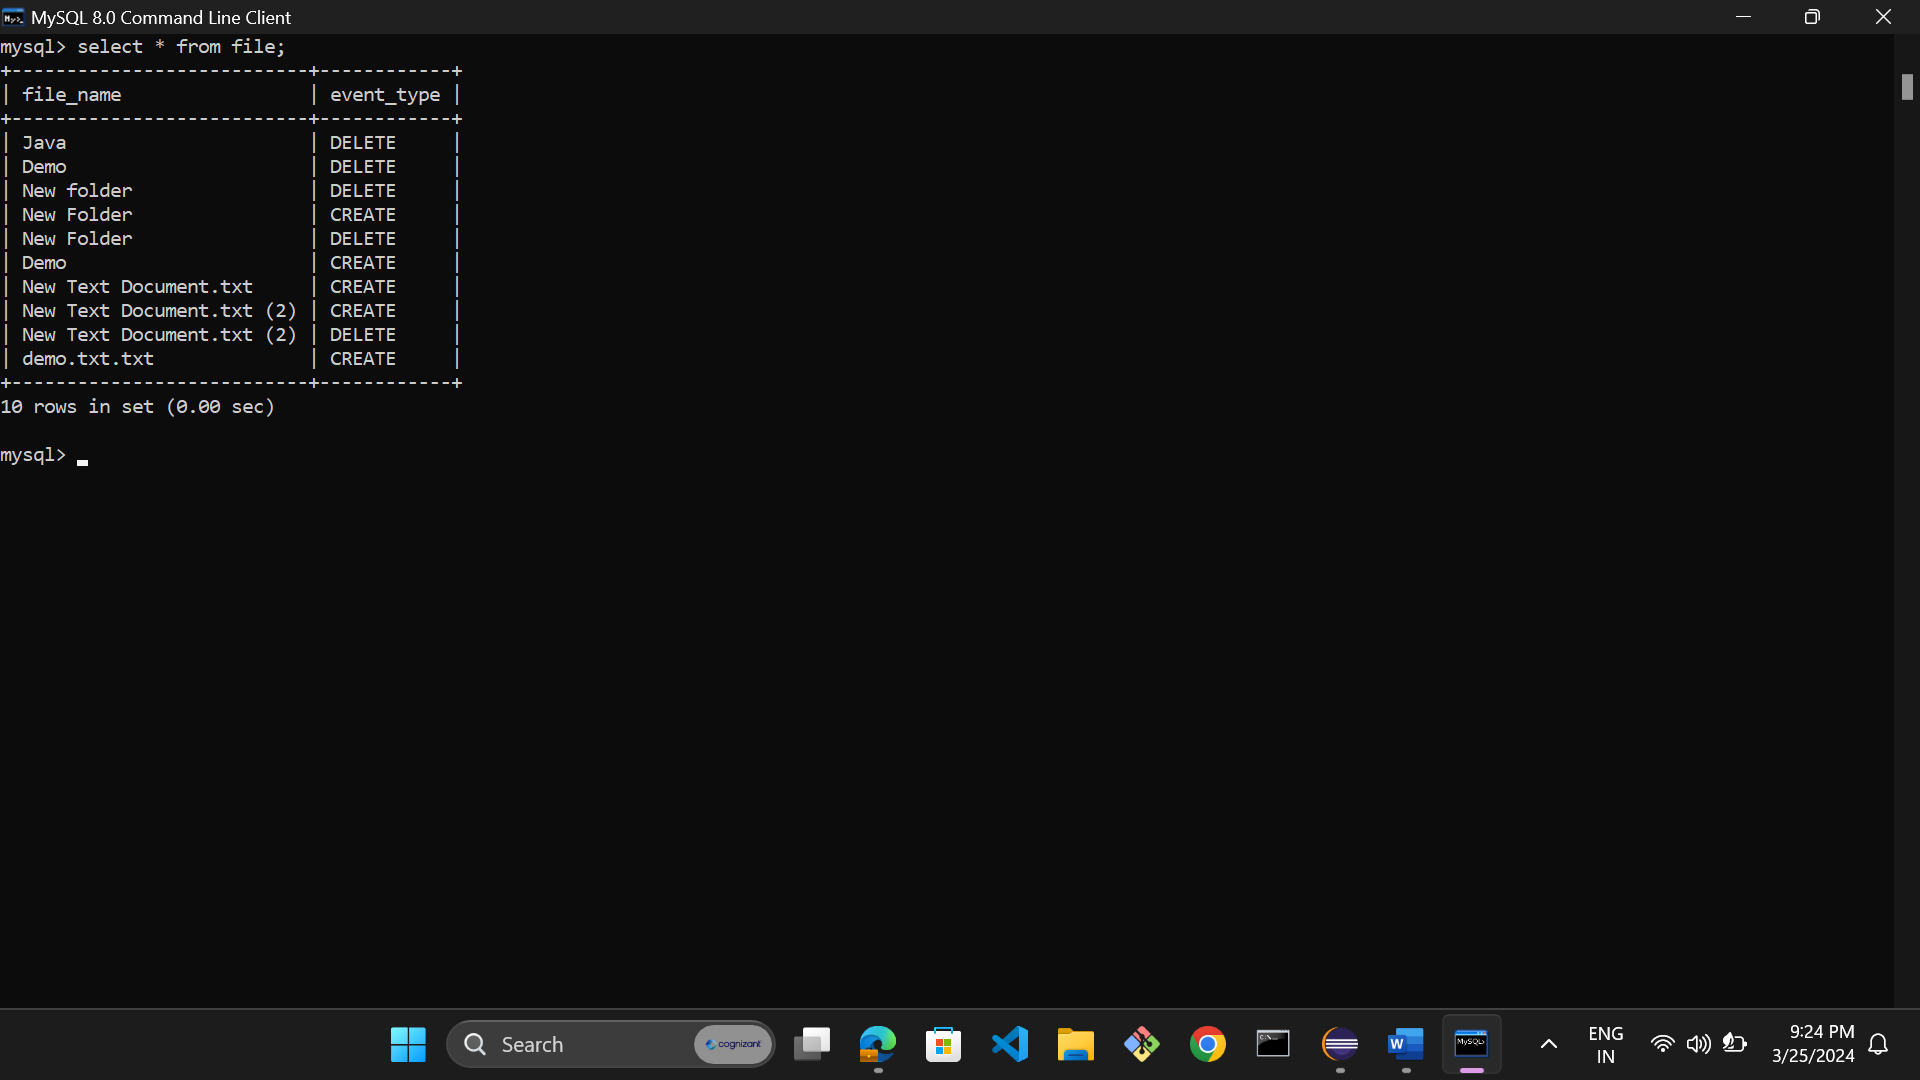 MySQL 8.0 Command Line Client
mysql> select * from file;
+---------------------------+------------+
| file_name                 | event_type |
+---------------------------+------------+
| Java                      | DELETE     |
| Demo                      | DELETE     |
| New folder                | DELETE     |
| New Folder                | CREATE     |
| New Folder                | DELETE     |
| Demo                      | CREATE     |
| New Text Document.txt     | CREATE     |
| New Text Document.txt (2) | CREATE     |
| New Text Document.txt (2) | DELETE     |
| demo.txt.txt              | CREATE     |
+---------------------------+------------+
10 rows in set (0.00 sec)
mysql>
Search cognizant
W
MySQL>
ENG
IN
9:24 PM
3/25/2024